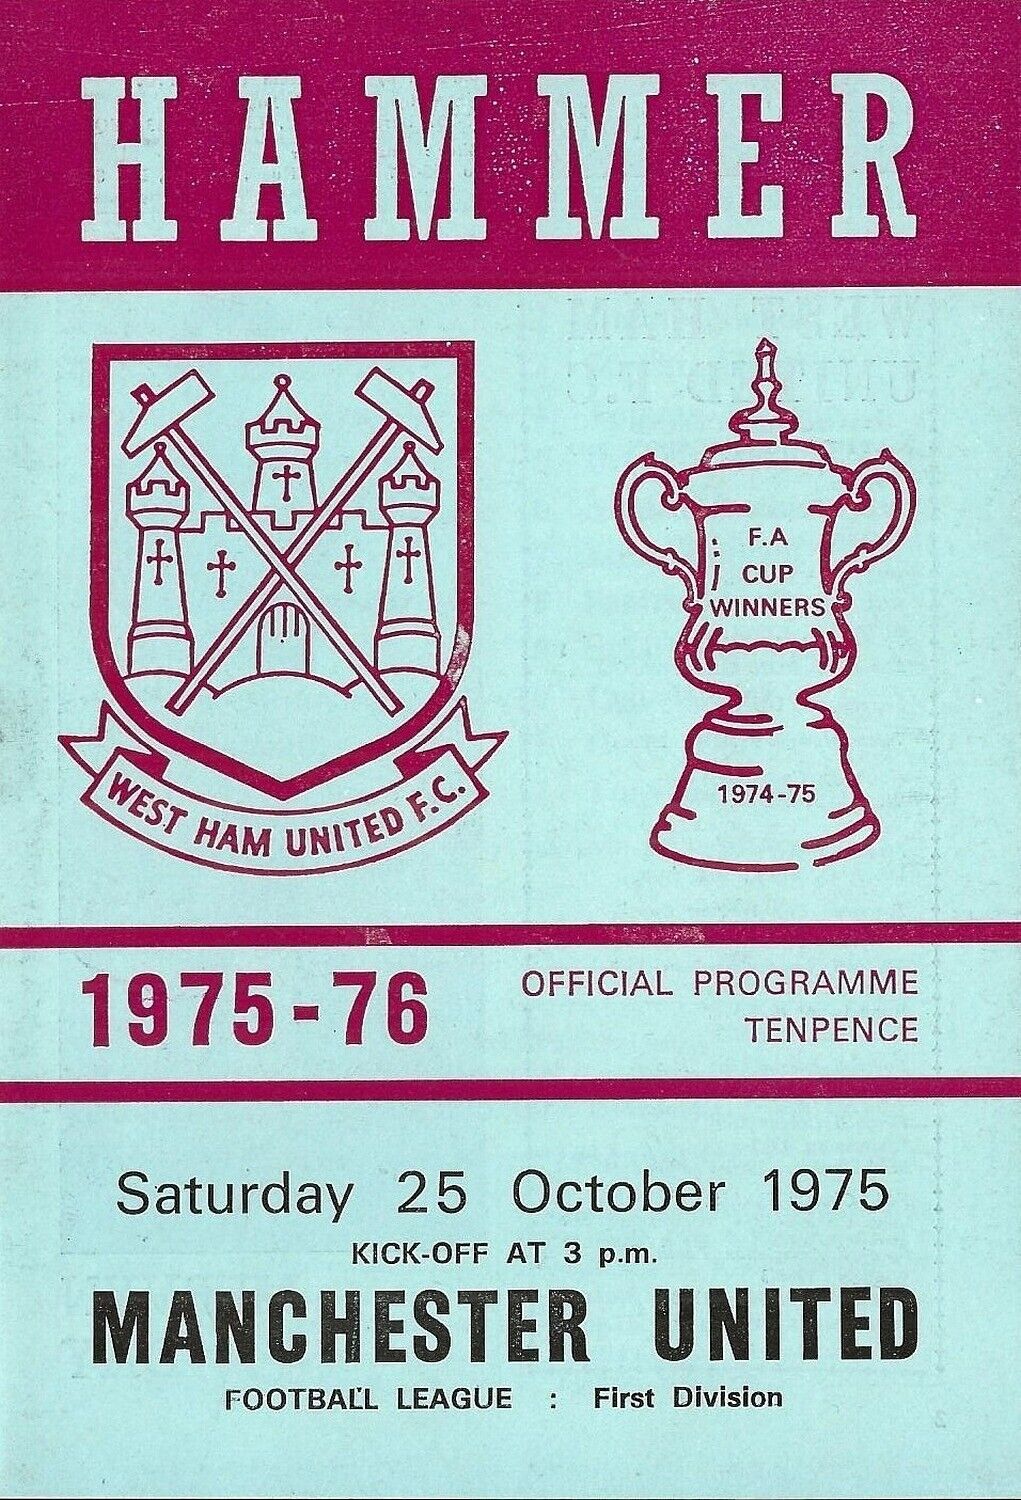 HAMMER
F.A
CUP
WINNERS
1974-75
WEST HAM UNITED F.C.
1975-76
OFFICIAL PROGRAMME
TENPENCE
Saturday 25 October 1975
KICK-OFF AT 3 p.m.
MANCHESTER UNITED
FOOTBALL LEAGUE : First Division